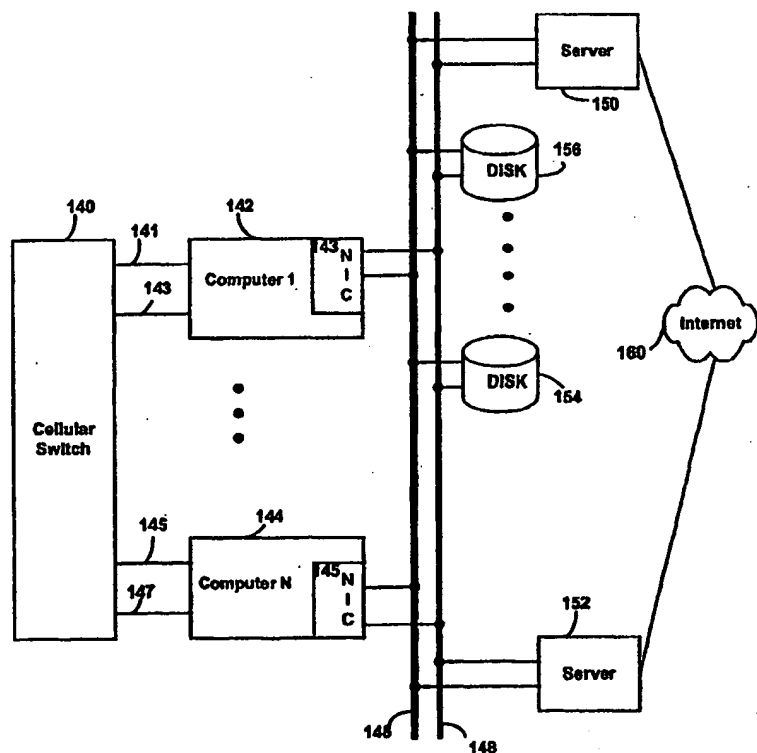 Server
150
DISK
156
140
141
142
143
N
I
C
Computer 1
143
Internet
160
DISK
154
Cellular
Switch
145
144
145
N
I
C
Computer N
147
152
Server
148